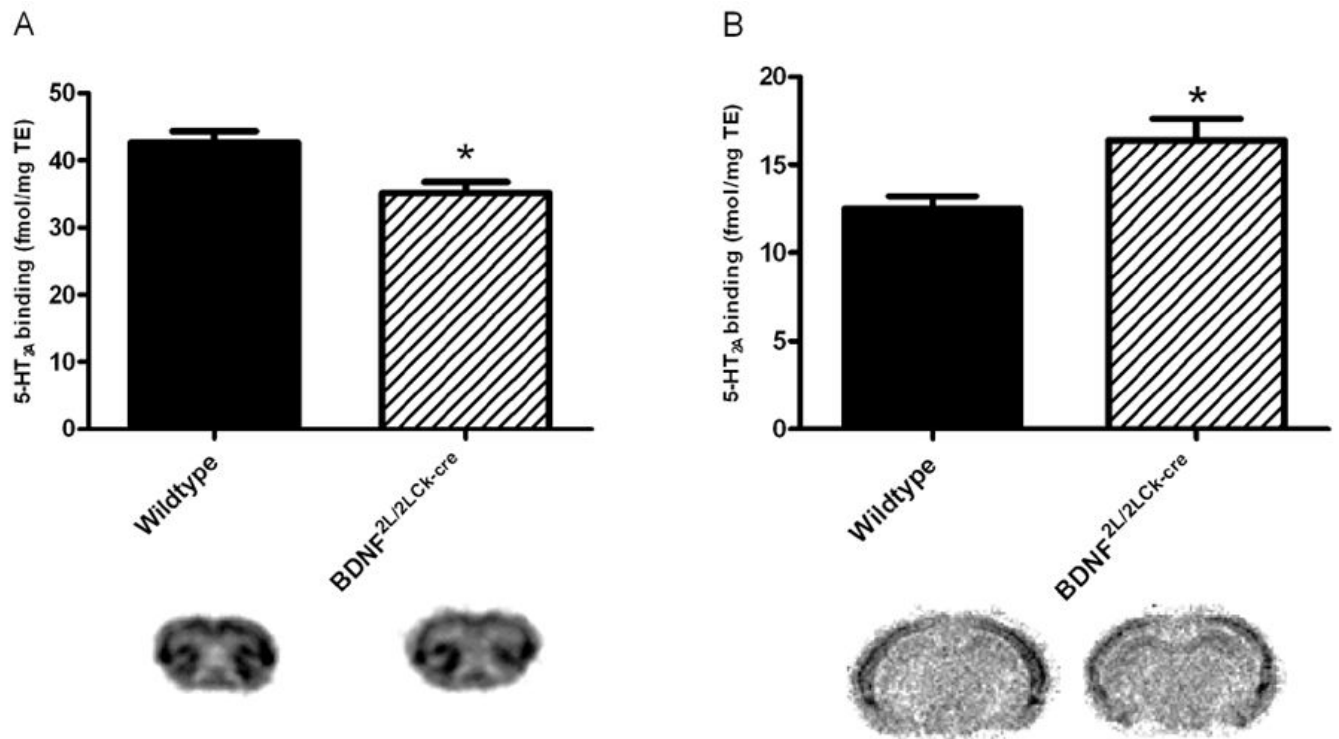 A
5-HT2A binding (fmol/mg TE)
50
40
30
20
10
0
*
Wildtype
BDNF2L/2LCk-cre
B
5-HT2A binding (fmol/mg TE)
20
15
10
5
0
*
Wildtype
BDNF2L/2LCk-cre